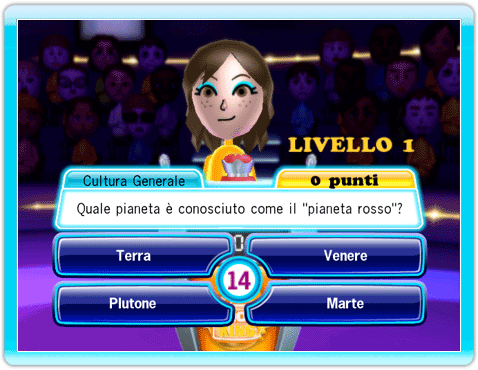 LIVELLO 1
Cultura Generale
0 punti
Quale pianeta è conosciuto come il "pianeta rosso"?
Terra
Venere
14
Plutone
Marte